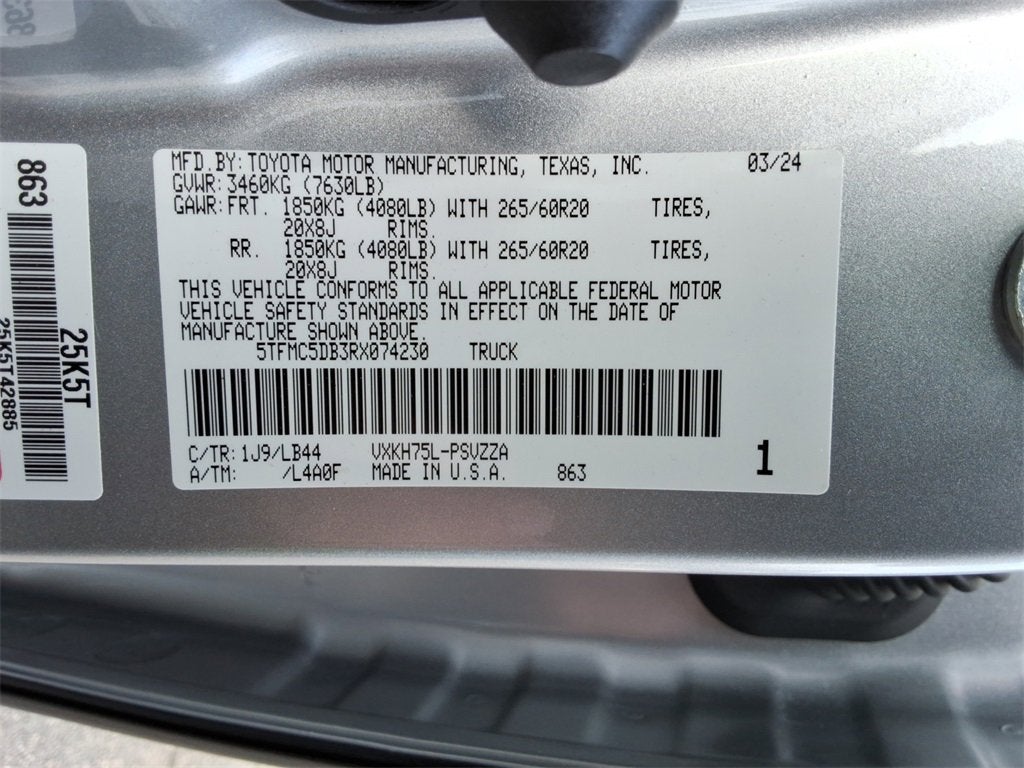 863
25K5T
25K5T42885
MFD.BY:TOYOTA MOTOR MANUFACTURING, TEXAS, INC. 03/24
GVWR:3460KG (7630LB)
GAWR:FRT. 1850KG (4080LB) WITH 265/60R20 TIRES,
20X8J RIMS.
RR. 1850KG (4080LB) WITH 265/60R20 TIRES,
20X8J RIMS.
THIS VEHICLE CONFORMS TO ALL APPLICABLE FEDERAL MOTOR
VEHICLE SAFETY STANDARDS IN EFFECT ON THE DATE OF
MANUFACTURE SHOWN ABOVE.
5TFMC5DB3RX074230 TRUCK
C/TR:1J9/LB44 VXKH75L-PSVZZA
A/TM: /L4A0F MADE IN U.S.A. 863
1